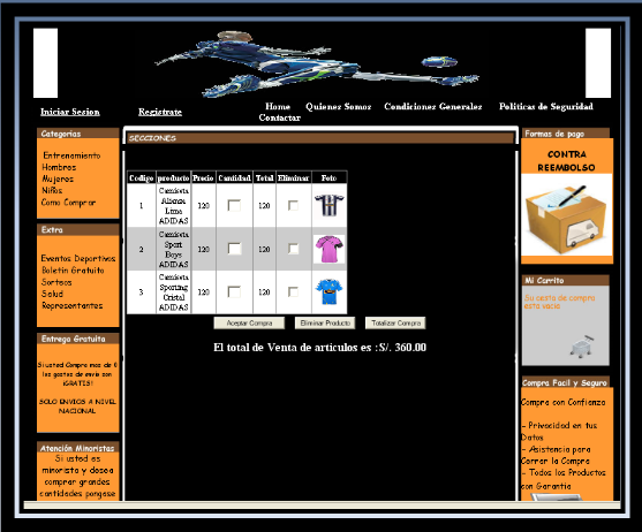 Iniciar Sesion
Registrate
Home Quienes Somos Condiciones Generales Politicas de Seguridad
Contactar
Categorias
Entrenamiento
Hombres
Mujeres
Niños
Como Comprar
Extra
Eventos Deportivos
Boletin Gratuito
Sorteos
Salud
Representantes
Entrega Gratuita
Si usted Compra mas de 6
los gastos de envio son
¡GRATIS!
SOLO ENVIOS A NIVEL
NACIONAL
Atención Minoristas
Si usted es
minorista y desea
comprar grandes
cantidades pongase
SECCIONES
Codigo producto Precio Cantidad Total Eliminar Foto
1 Camiseta Alianza Lima ADIDAS 120 120
2 Camiseta Sport Boys ADIDAS 120 120
3 Camiseta Sporting Cristal ADIDAS 120 120
Aceptar Compra Eliminar Producto Totalizar Compra
El total de Venta de articulos es :S/. 360.00
Formas de pago
CONTRA
REEMBOLSO
Mi Carrito
Su cesta de compra
esta vacia
Compra Facil y Seguro
Compra con Confianza
- Privacidad en tus
Datos
- Asistencia para
Cerrar la Compra
- Todos los Productos
con Garantia